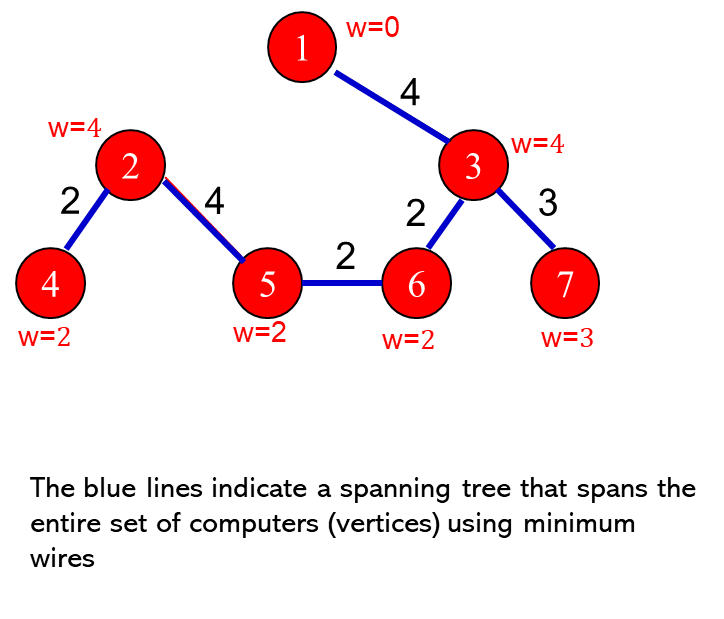 1
w=0
4
w=4
2
3
w=4
2
4
2
3
2
4
5
6
7
w=2
w=2
w=2
w=3
The blue lines indicate a spanning tree that spans the
entire set of computers (vertices) using minimum
wires